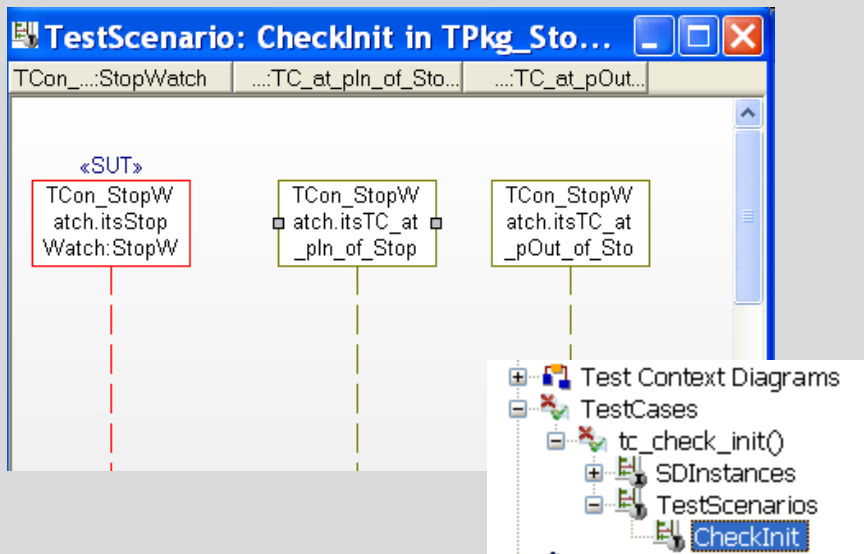 TestScenario: CheckInit in TPkg_Sto...
TCon_...:StopWatch ...:TC_at_pIn_of_Sto... ...:TC_at_pOut...
«SUT»
TCon_StopW
atch.itsStop
Watch:StopW
TCon_StopW
atch.itsTC_at
_pIn_of_Stop
TCon_StopW
atch.itsTC_at
_pOut_of_Sto
Test Context Diagrams
TestCases
tc_check_init()
SDInstances
TestScenarios
CheckInit